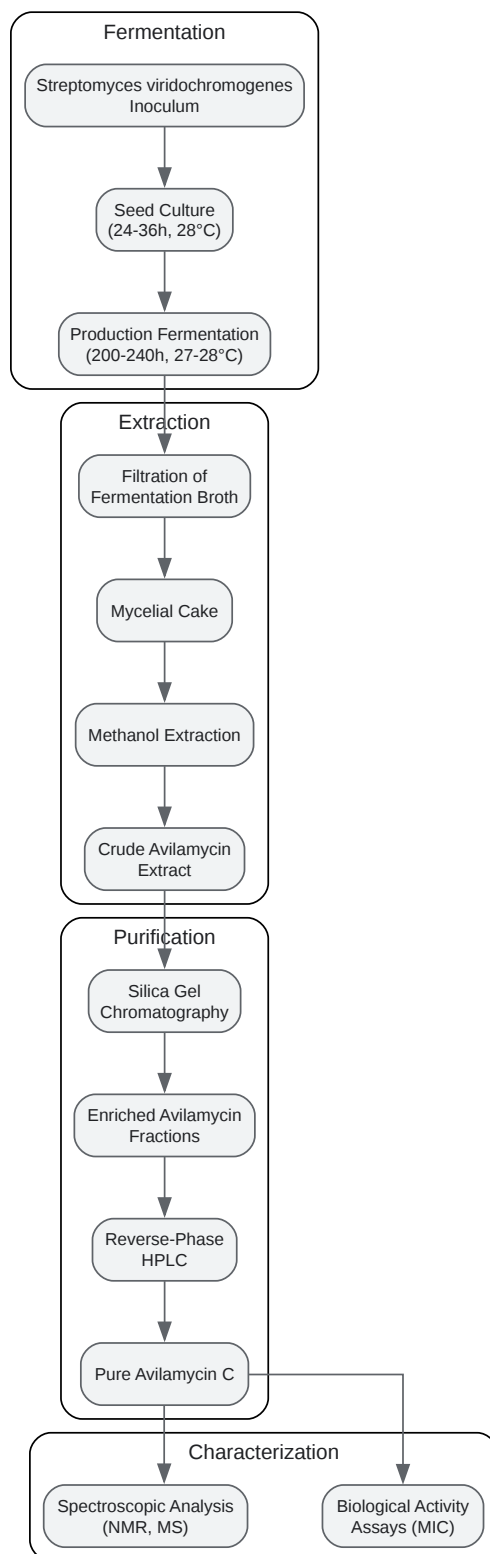 Fermentation
Streptomyces viridochromogenes
Inoculum
Seed Culture
(24-36h, 28°C)
Production Fermentation
(200-240h, 27-28°C)
Extraction
Filtration of
Fermentation Broth
Mycelial Cake
Methanol Extraction
Crude Avilamycin
Extract
Purification
Silica Gel
Chromatography
Enriched Avilamycin
Fractions
Reverse-Phase
HPLC
Pure Avilamycin C
Characterization
Spectroscopic Analysis
(NMR, MS)
Biological Activity
Assays (MIC)